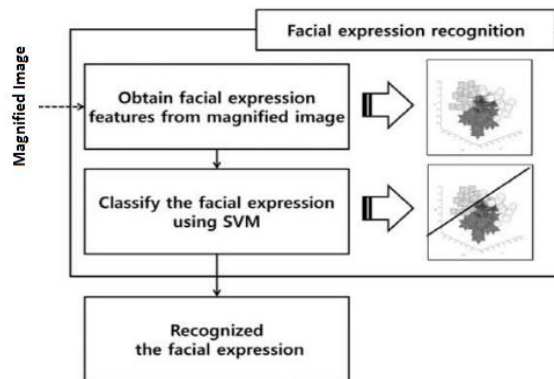 Facial expression recognition
Magnified Image
Obtain facial expression
features from magnified image
Classify the facial expression
using SVM
Recognized
the facial expression